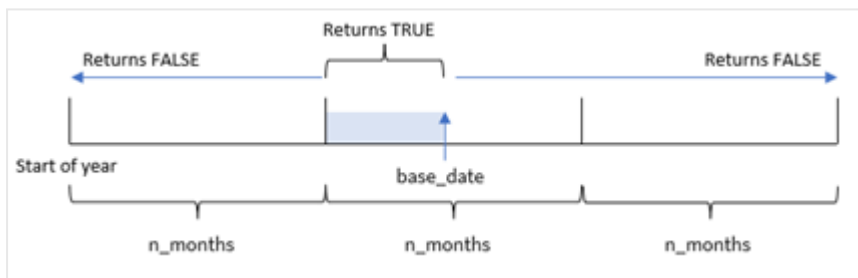 Returns TRUE
Returns FALSE
Returns FALSE
Start of year
base_date
n_months
n_months
n_months